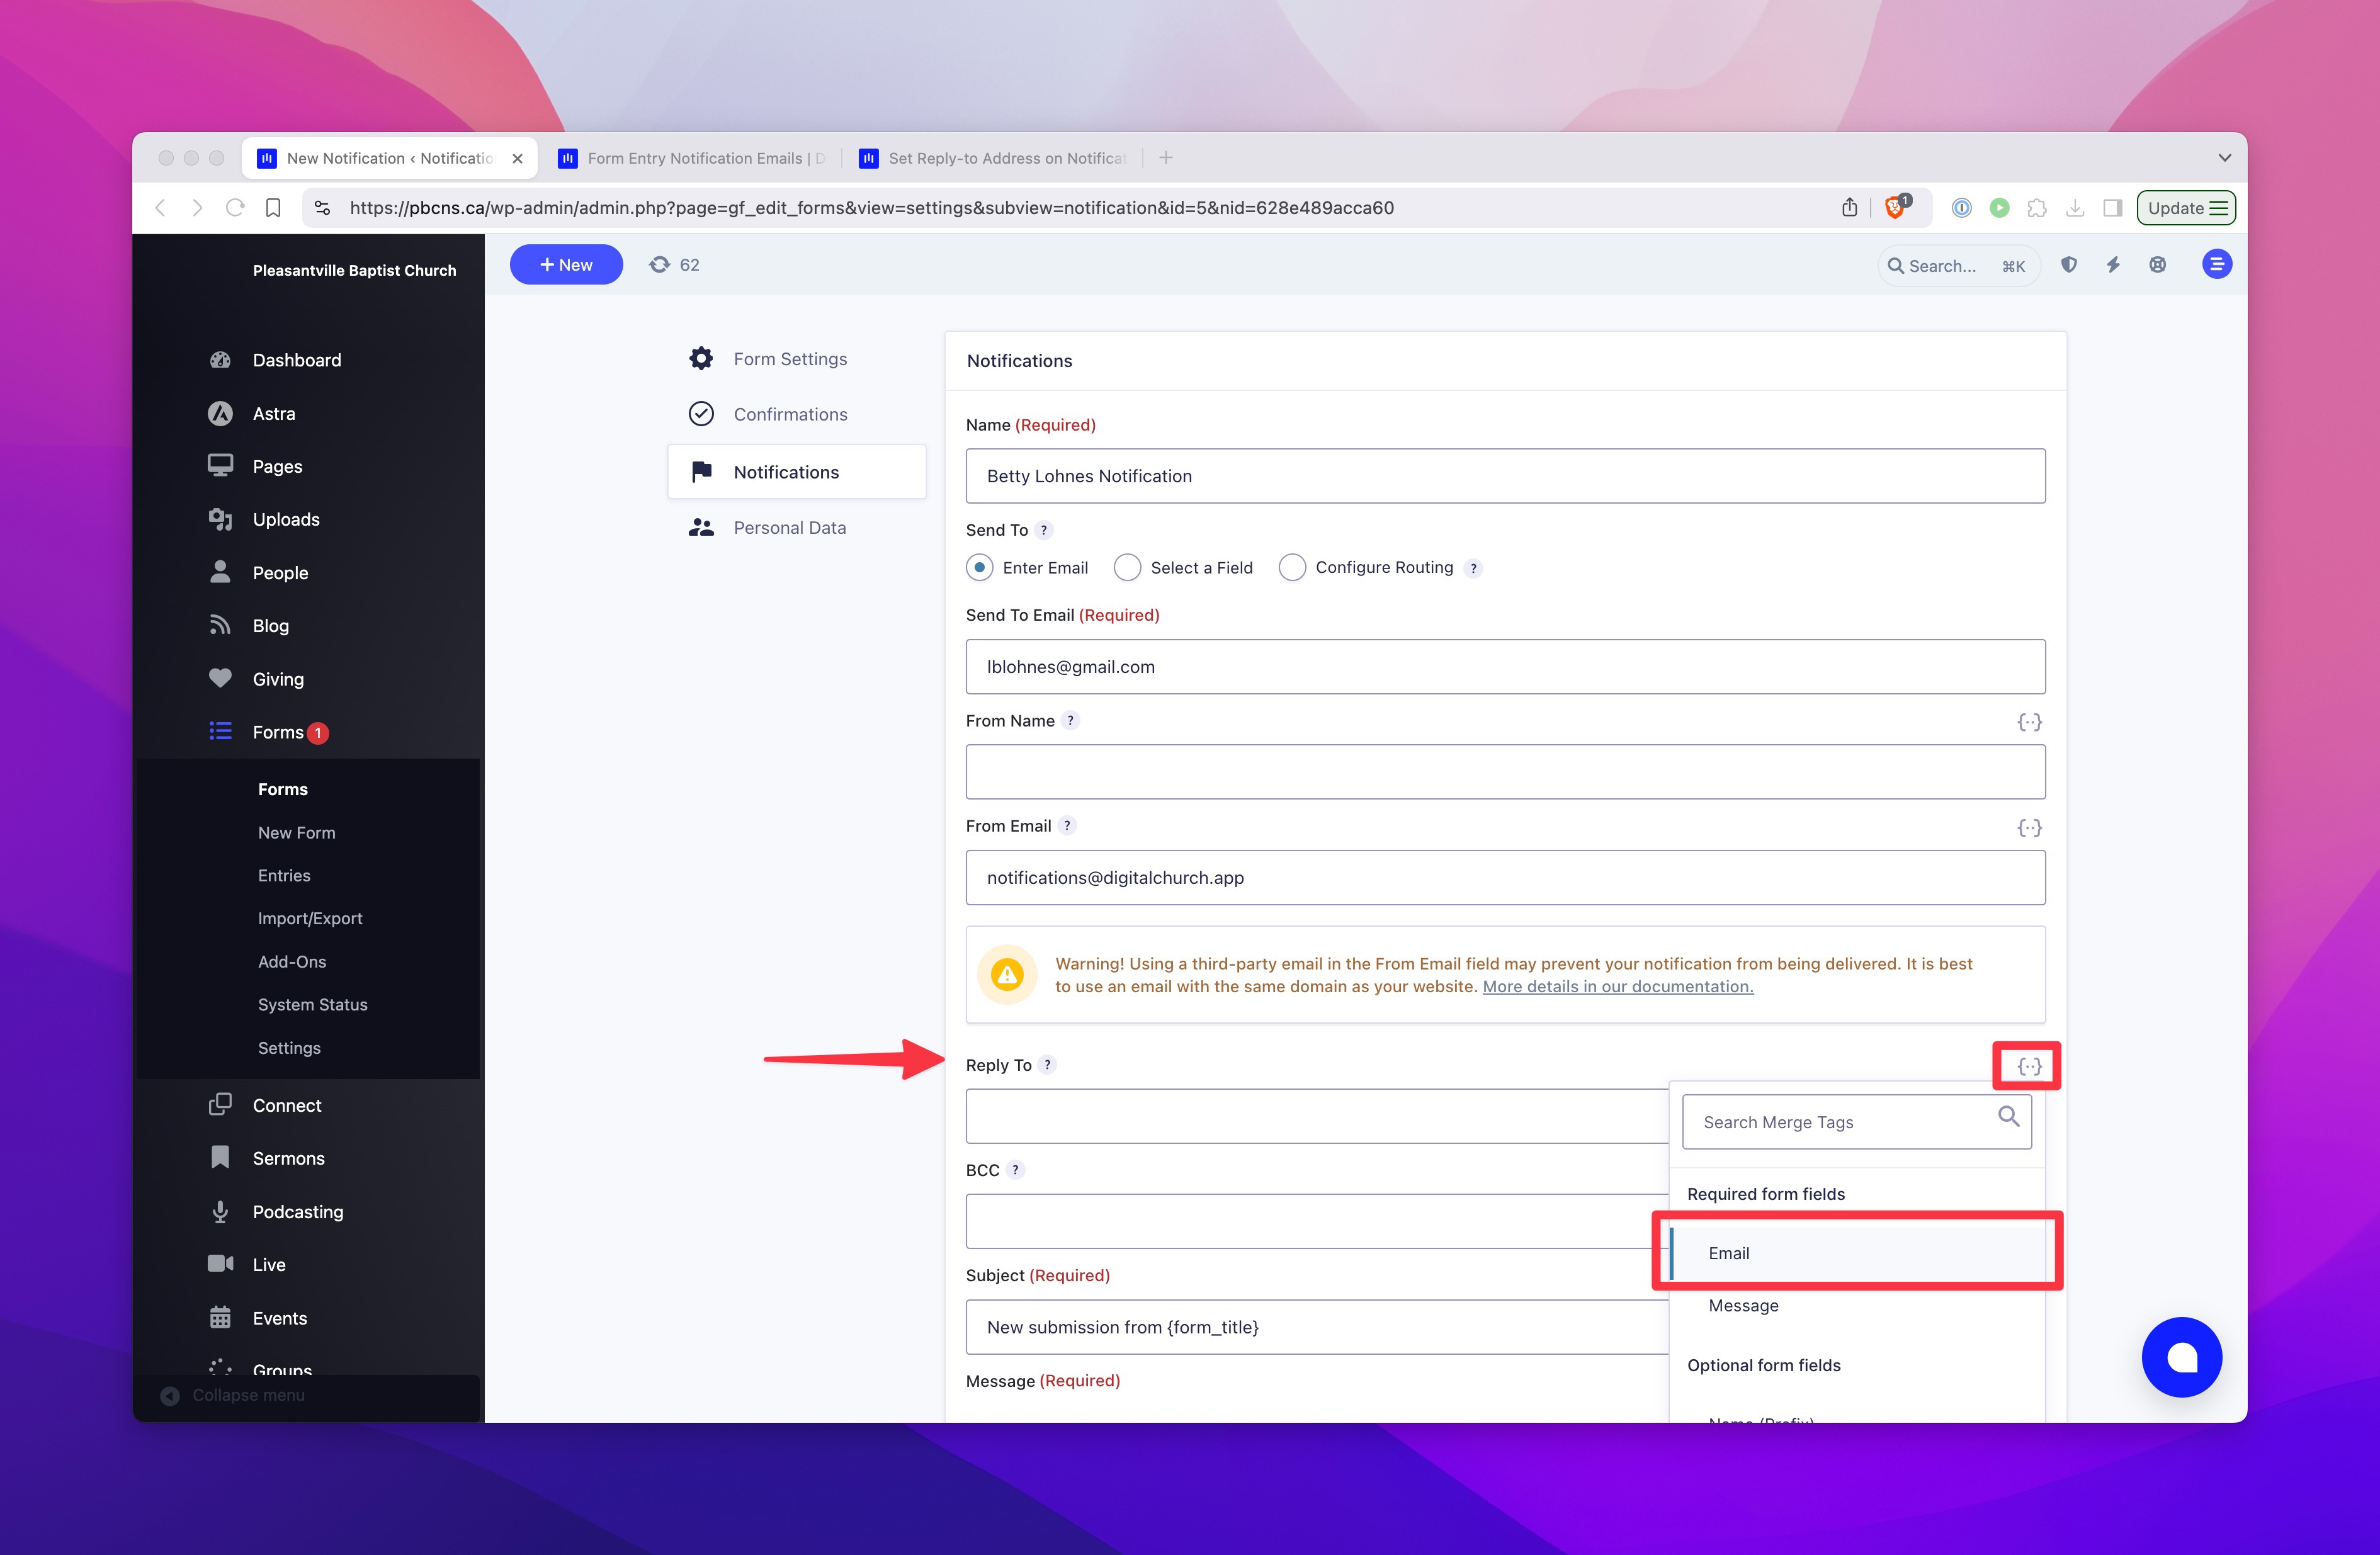 New Notification ‹ Notificatio
Form Entry Notification Emails | D
Set Reply-to Address on Notificat
https://pbcns.ca/wp-admin/admin.php?page=gf_edit_forms&view=settings&subview=notification&id=5&nid=628e489acca60
1
Update
Pleasantville Baptist Church
+ New
62
Search...
⌘K
Dashboard
Astra
Pages
Uploads
People
Blog
Giving
Forms 1
Forms
New Form
Entries
Import/Export
Add-Ons
System Status
Settings
Connect
Sermons
Podcasting
Live
Events
Groups
Collapse menu
Form Settings
Confirmations
Notifications
Personal Data
Notifications
Name (Required)
Betty Lohnes Notification
Send To ?
Enter Email
Select a Field
Configure Routing ?
Send To Email (Required)
lblohnes@gmail.com
From Name ?
From Email ?
notifications@digitalchurch.app
Warning! Using a third-party email in the From Email field may prevent your notification from being delivered. It is best
to use an email with the same domain as your website. More details in our documentation.
Reply To ?
BCC ?
Subject (Required)
New submission from {form_title}
Message (Required)
Search Merge Tags
Required form fields
Email
Message
Optional form fields
Name (Prefix)